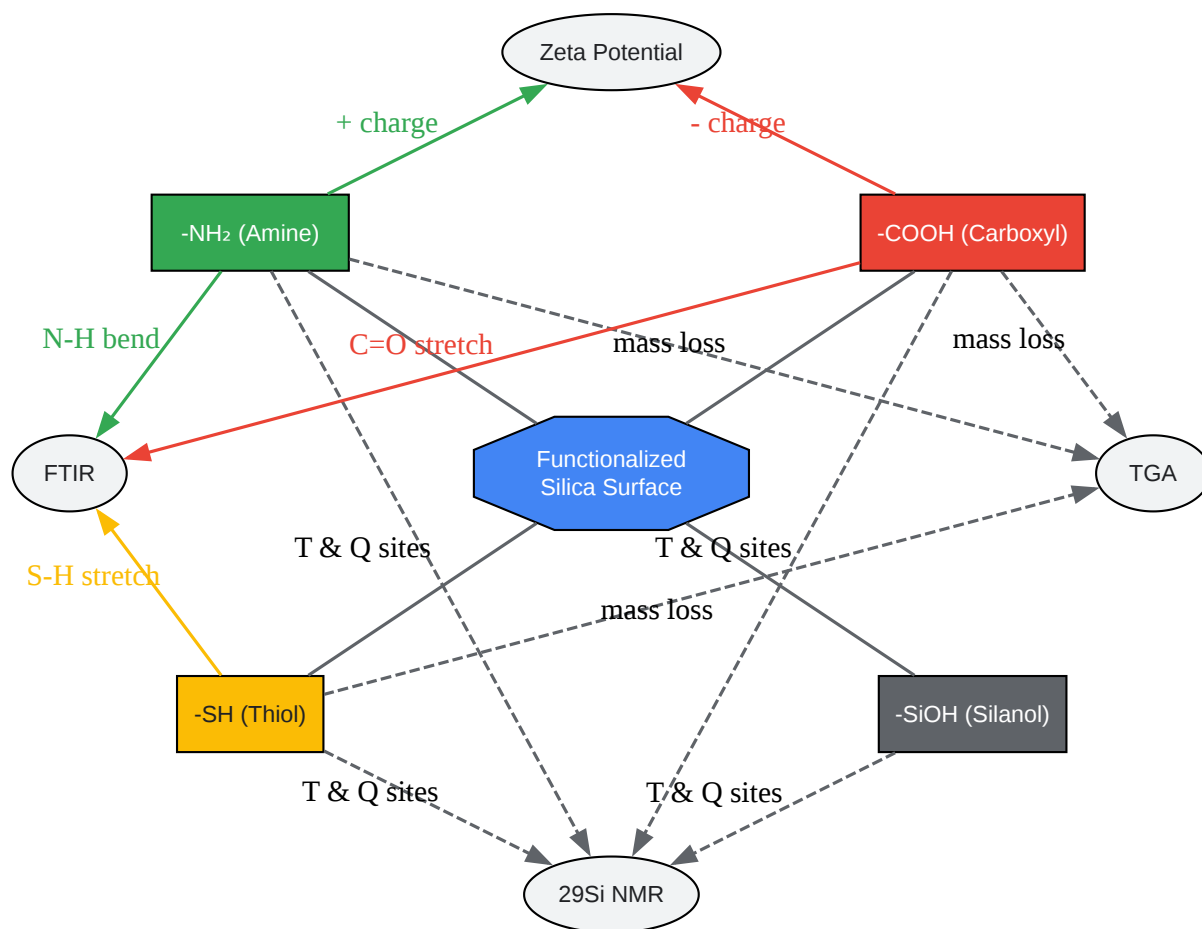 Zeta Potential
+ charge
- charge
-NH₂ (Amine)
-COOH (Carboxyl)
N-H bend
C=O stretch
mass loss
mass loss
FTIR
Functionalized
Silica Surface
TGA
T & Q sites
T & Q sites
S-H stretch
mass loss
-SH (Thiol)
-SiOH (Silanol)
T & Q sites
T & Q sites
29Si NMR